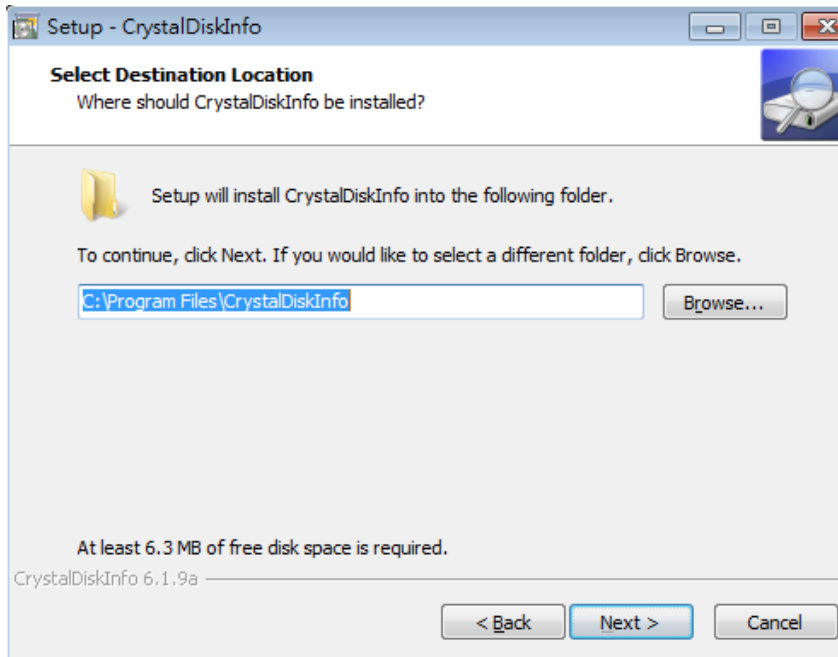 Setup - CrystalDiskInfo
Select Destination Location
Where should CrystalDiskInfo be installed?
Setup will install CrystalDiskInfo into the following folder.
To continue, click Next. If you would like to select a different folder, click Browse.
C:\Program Files\CrystalDiskInfo
Browse...
At least 6.3 MB of free disk space is required.
CrystalDiskInfo 6.1.9a
< Back
Next >
Cancel